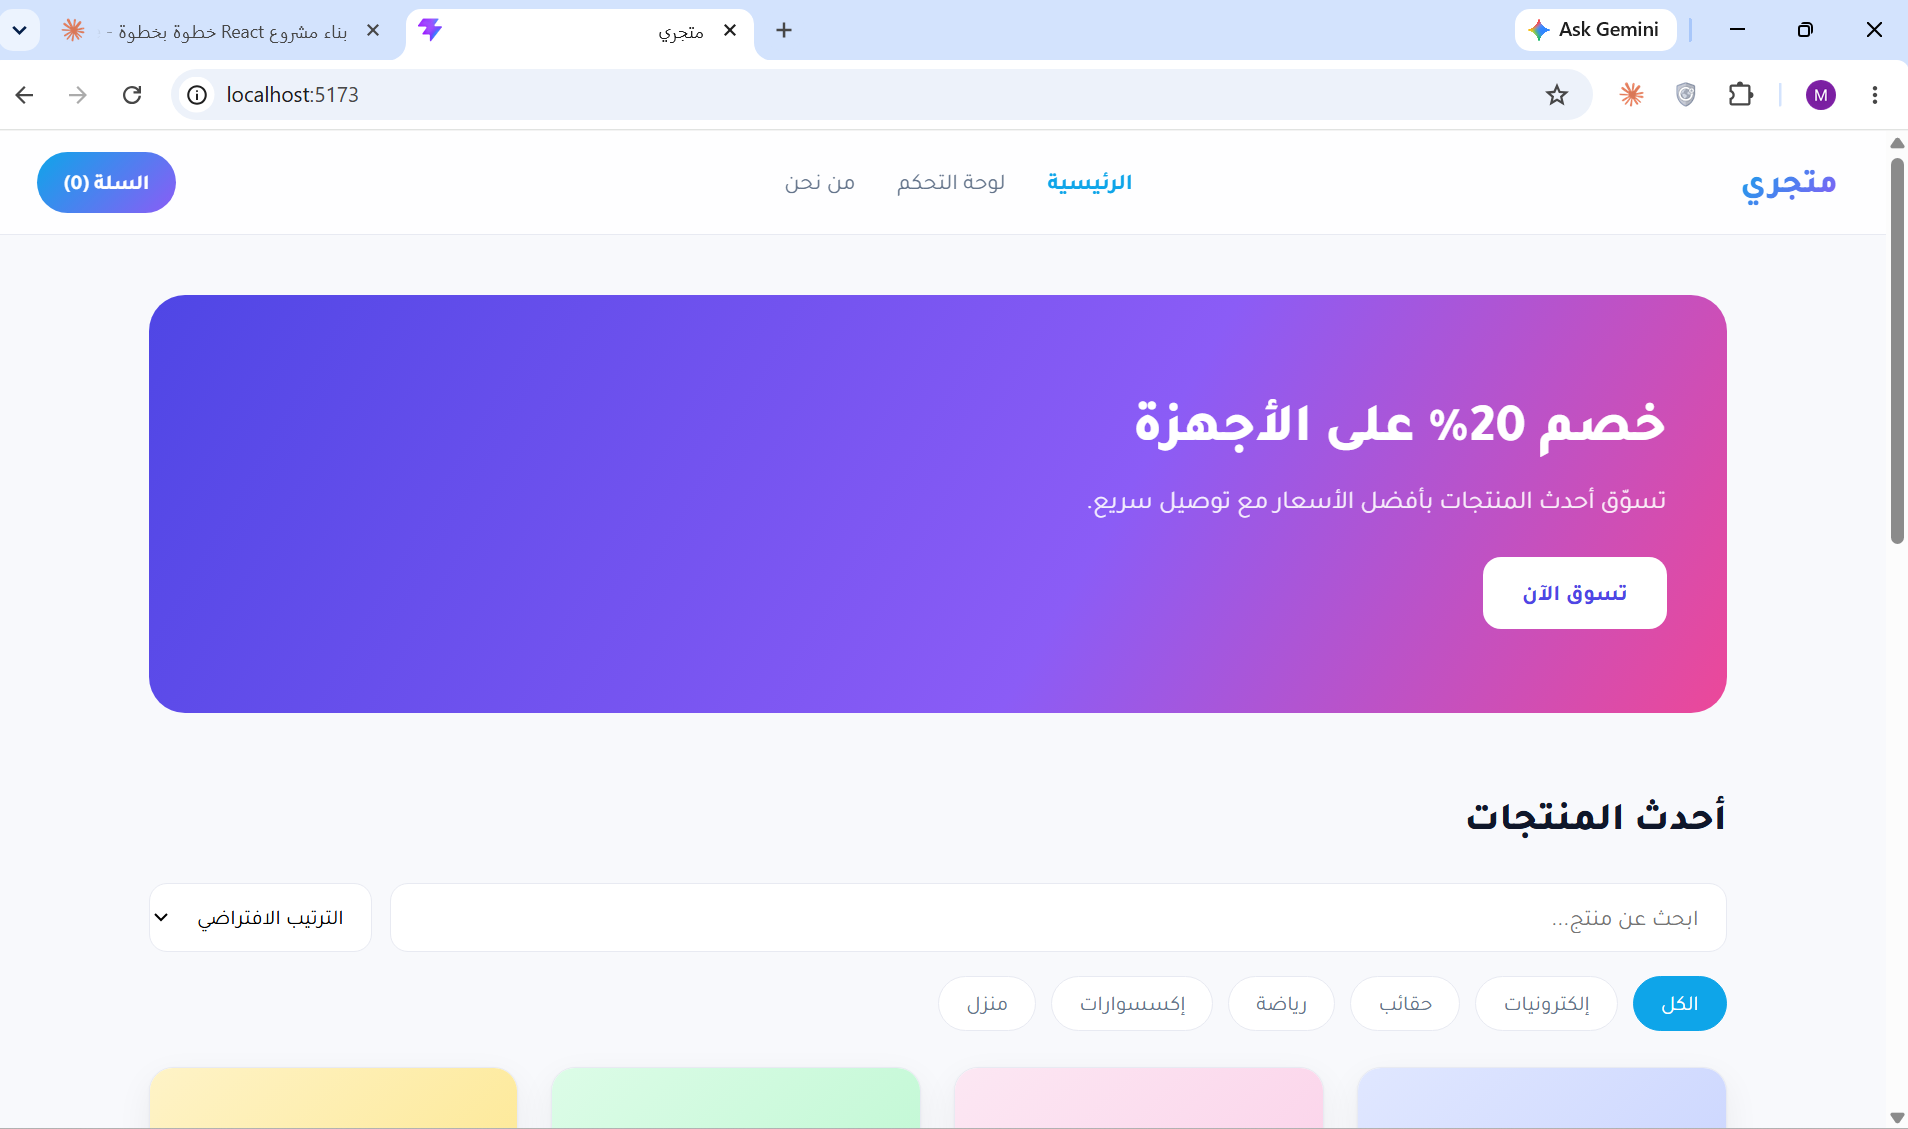 بناء مشروع React خطوة بخطوة -
متجري
Ask Gemini
localhost:5173
M
متجري
الرئيسية
لوحة التحكم
من نحن
السلة (0)
خصم 20% على الأجهزة
تسوّق أحدث المنتجات بأفضل الأسعار مع توصيل سريع.
تسوق الآن
أحدث المنتجات
ابحث عن منتج...
الترتيب الافتراضي
الكل
إلكترونيات
حقائب
رياضة
إكسسوارات
منزل